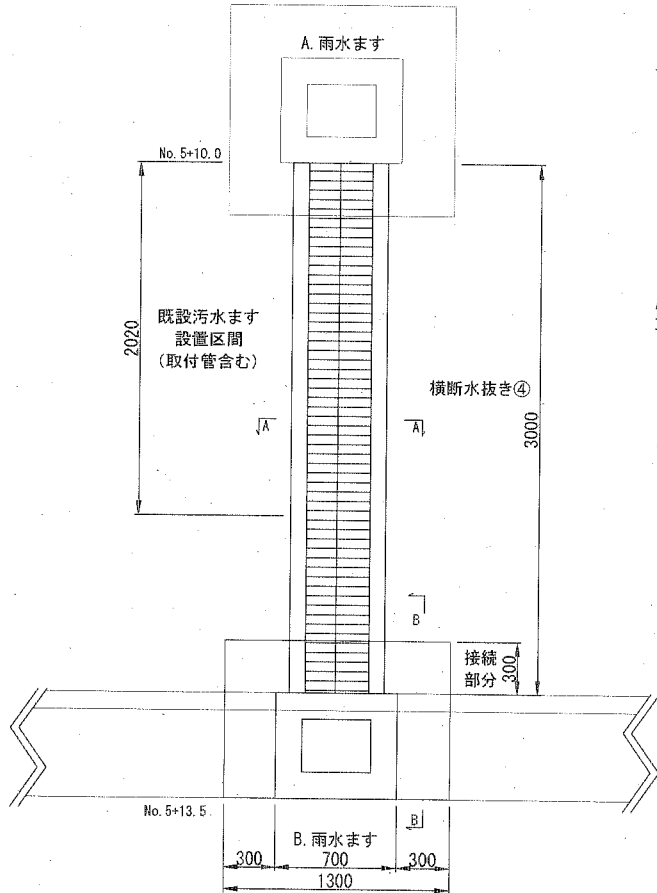 A. 雨水ます
No. 5+10.0
既設汚水ます
設置区間
(取付管含む)
2020
横断水抜き④
3000
A
A
B
接続
部分
300
No. 5+13.5
B
B. 雨水ます
300
700
300
1300